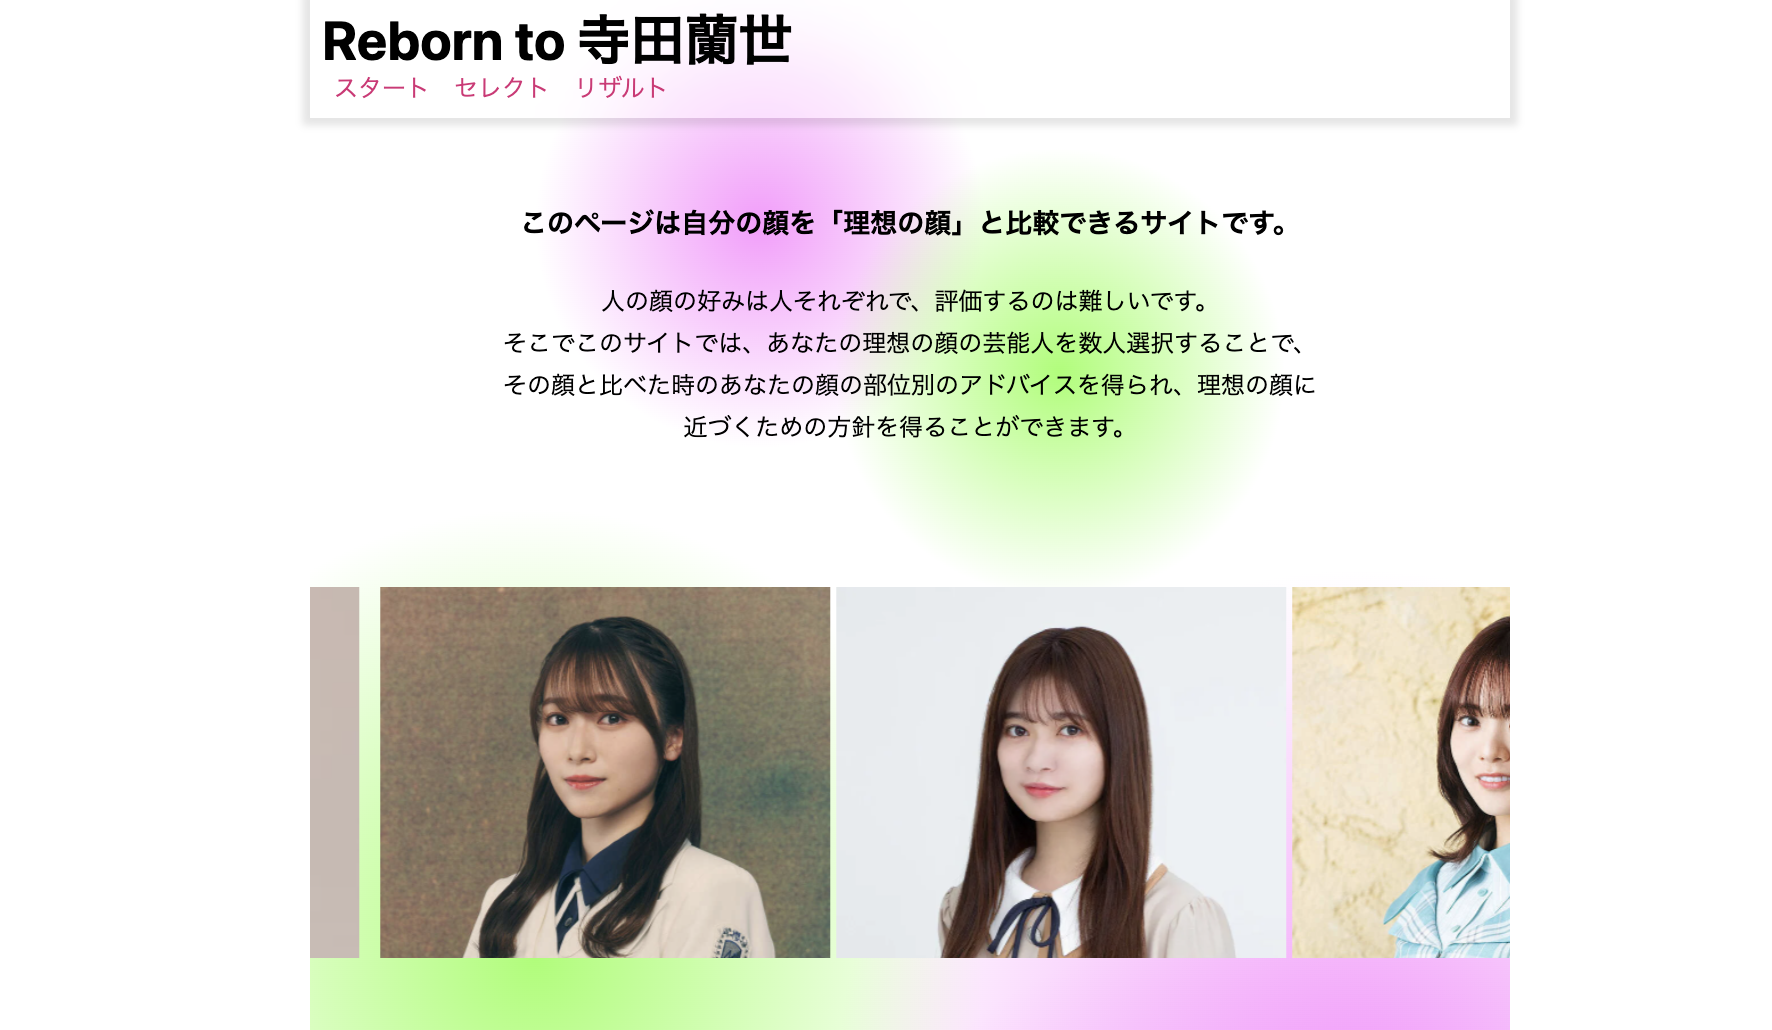 Reborn to 寺田蘭世
スタート セレクト リザルト
このページは自分の顔を「理想の顔」と比較できるサイトです。
人の顔の好みは人それぞれで、評価するのは難しいです。
そこでこのサイトでは、あなたの理想の顔の芸能人を数人選択することで、
その顔と比べた時のあなたの顔の部位別のアドバイスを得られ、理想の顔に
近づくための方針を得ることができます。